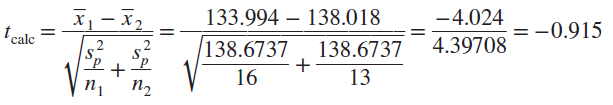 t_calc = (x̄₁ − x̄₂) / √(s_p²/n₁ + s_p²/n₂) = (133.994 − 138.018) / √(138.6737/16 + 138.6737/13) = −4.024/4.39708 = −0.915